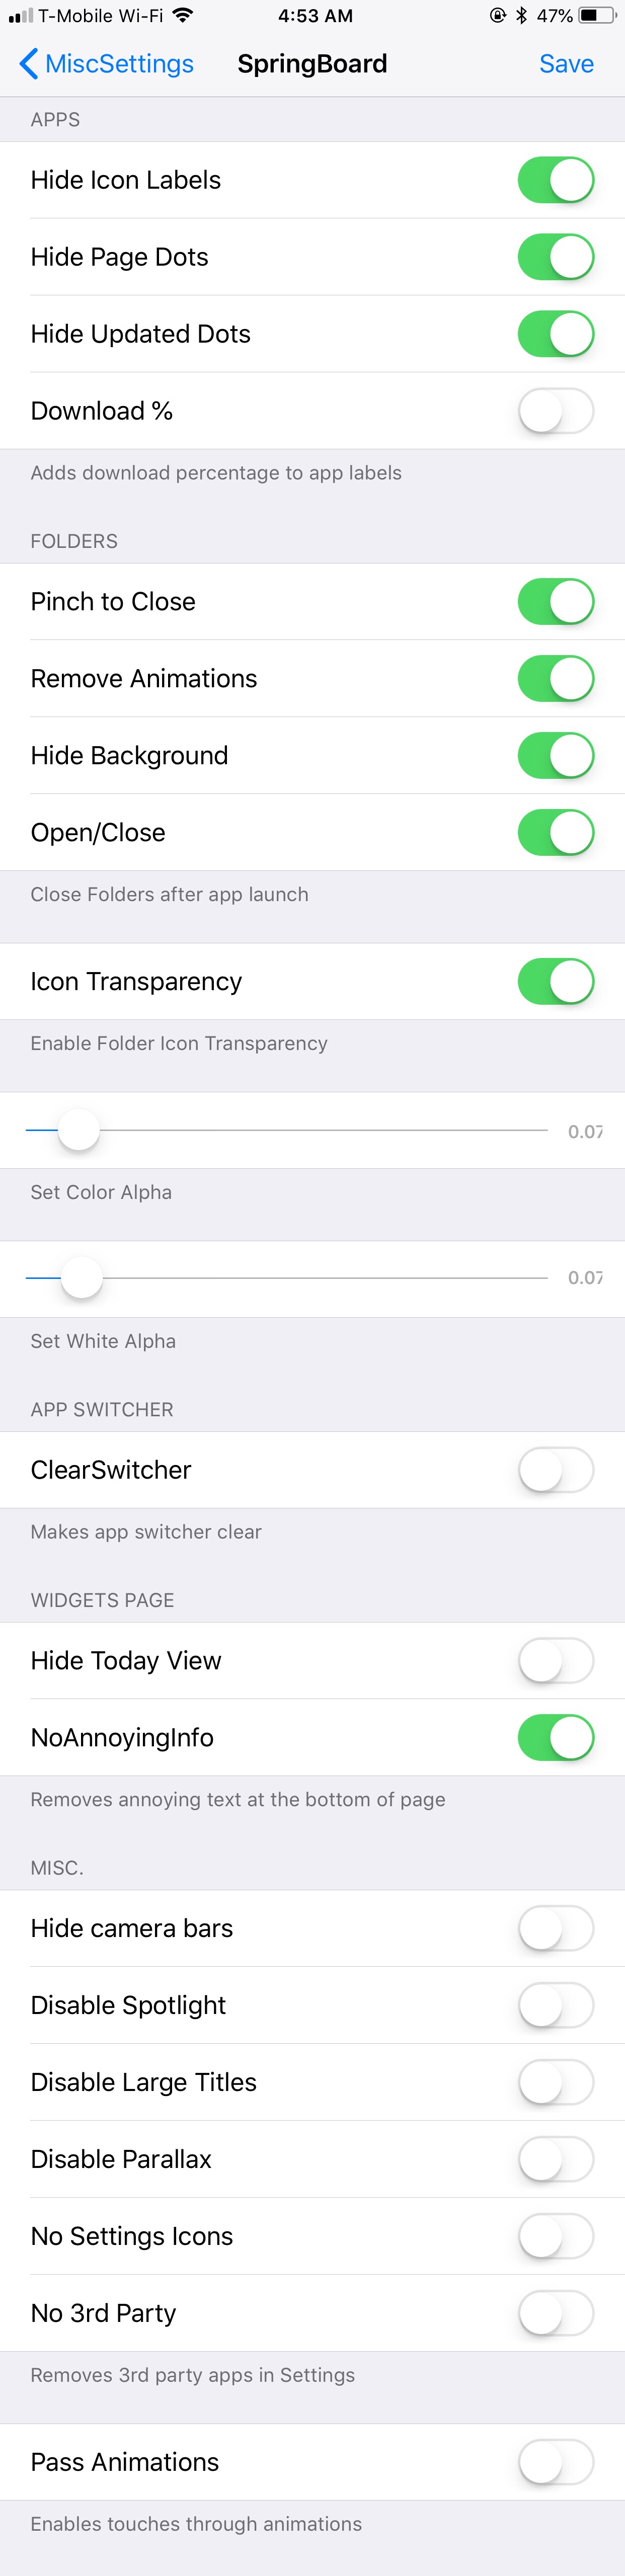 T-Mobile Wi-Fi 4:53 AM 47%
MiscSettings SpringBoard Save
APPS
Hide Icon Labels
Hide Page Dots
Hide Updated Dots
Download %
Adds download percentage to app labels
FOLDERS
Pinch to Close
Remove Animations
Hide Background
Open/Close
Close Folders after app launch
Icon Transparency
Enable Folder Icon Transparency
0.07
Set Color Alpha
0.07
Set White Alpha
APP SWITCHER
ClearSwitcher
Makes app switcher clear
WIDGETS PAGE
Hide Today View
NoAnnoyingInfo
Removes annoying text at the bottom of page
MISC.
Hide camera bars
Disable Spotlight
Disable Large Titles
Disable Parallax
No Settings Icons
No 3rd Party
Removes 3rd party apps in Settings
Pass Animations
Enables touches through animations